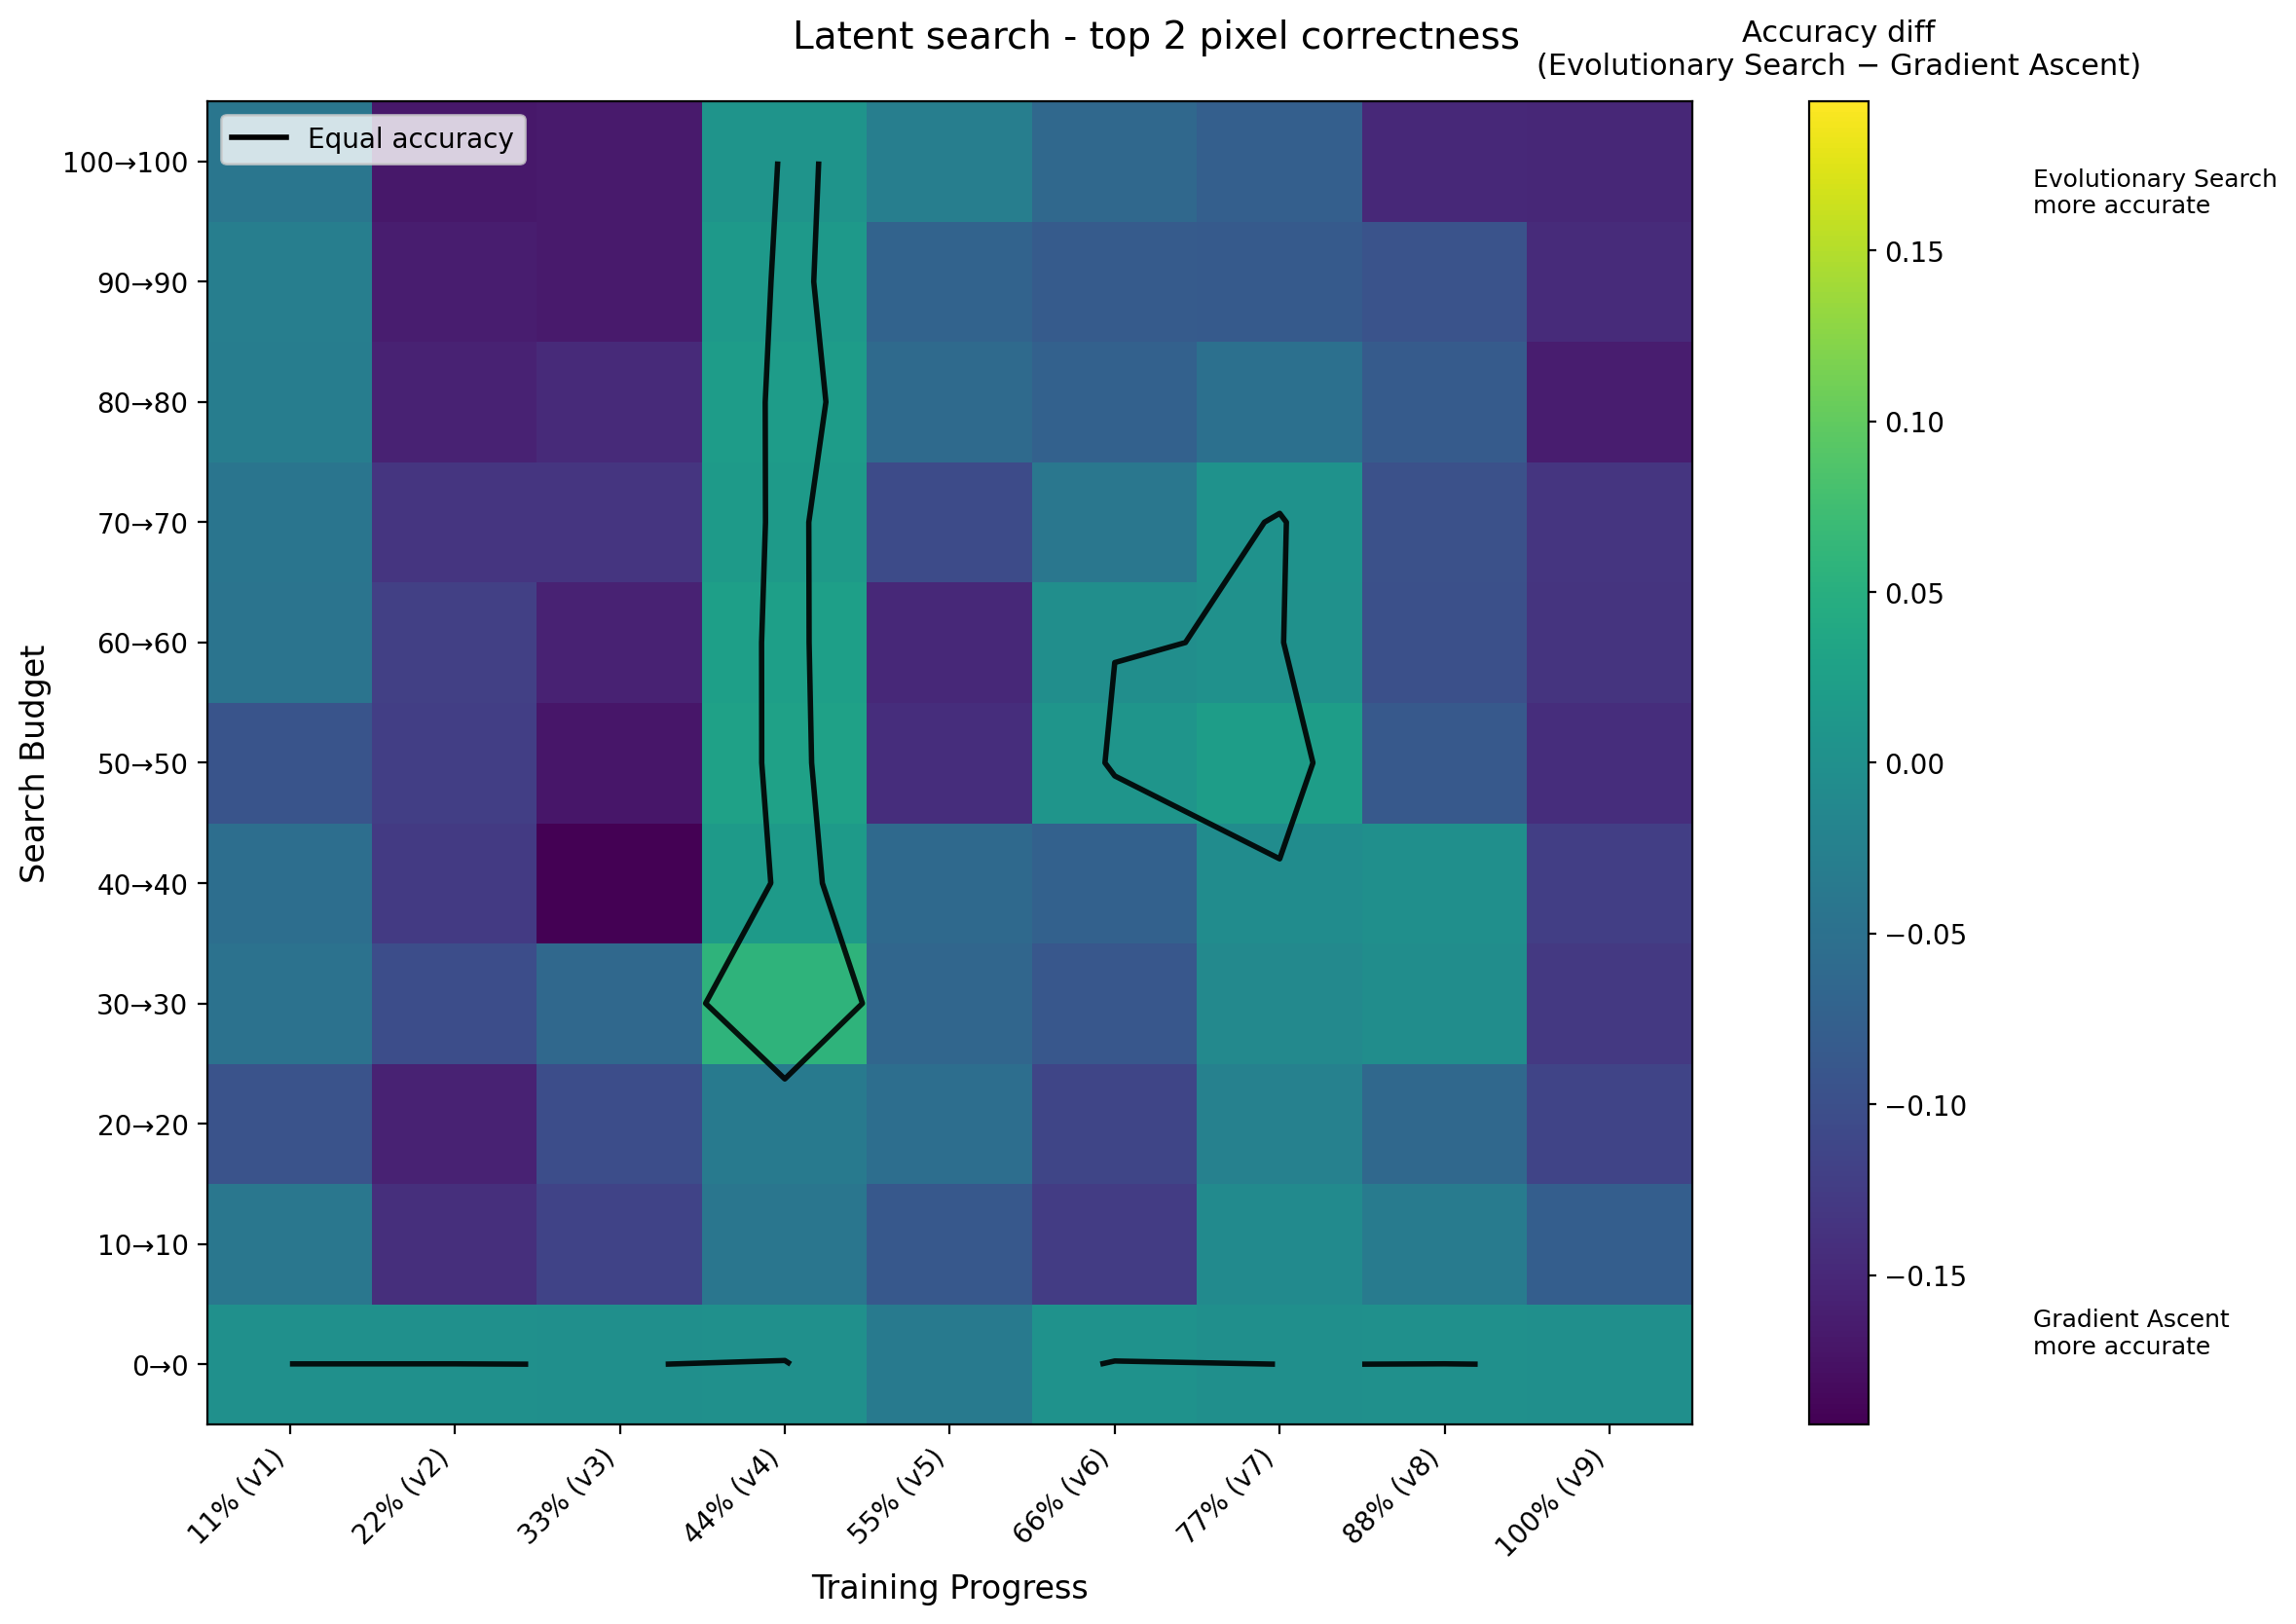 Latent search - top 2 pixel correctness
Accuracy diff
(Evolutionary Search − Gradient Ascent)
Equal accuracy
Search Budget
100→100
90→90
80→80
70→70
60→60
50→50
40→40
30→30
20→20
10→10
0→0
11% (v1)
22% (v2)
33% (v3)
44% (v4)
55% (v5)
66% (v6)
77% (v7)
88% (v8)
100% (v9)
Training Progress
0.15
0.10
0.05
0.00
−0.05
−0.10
−0.15
Evolutionary Search
more accurate
Gradient Ascent
more accurate